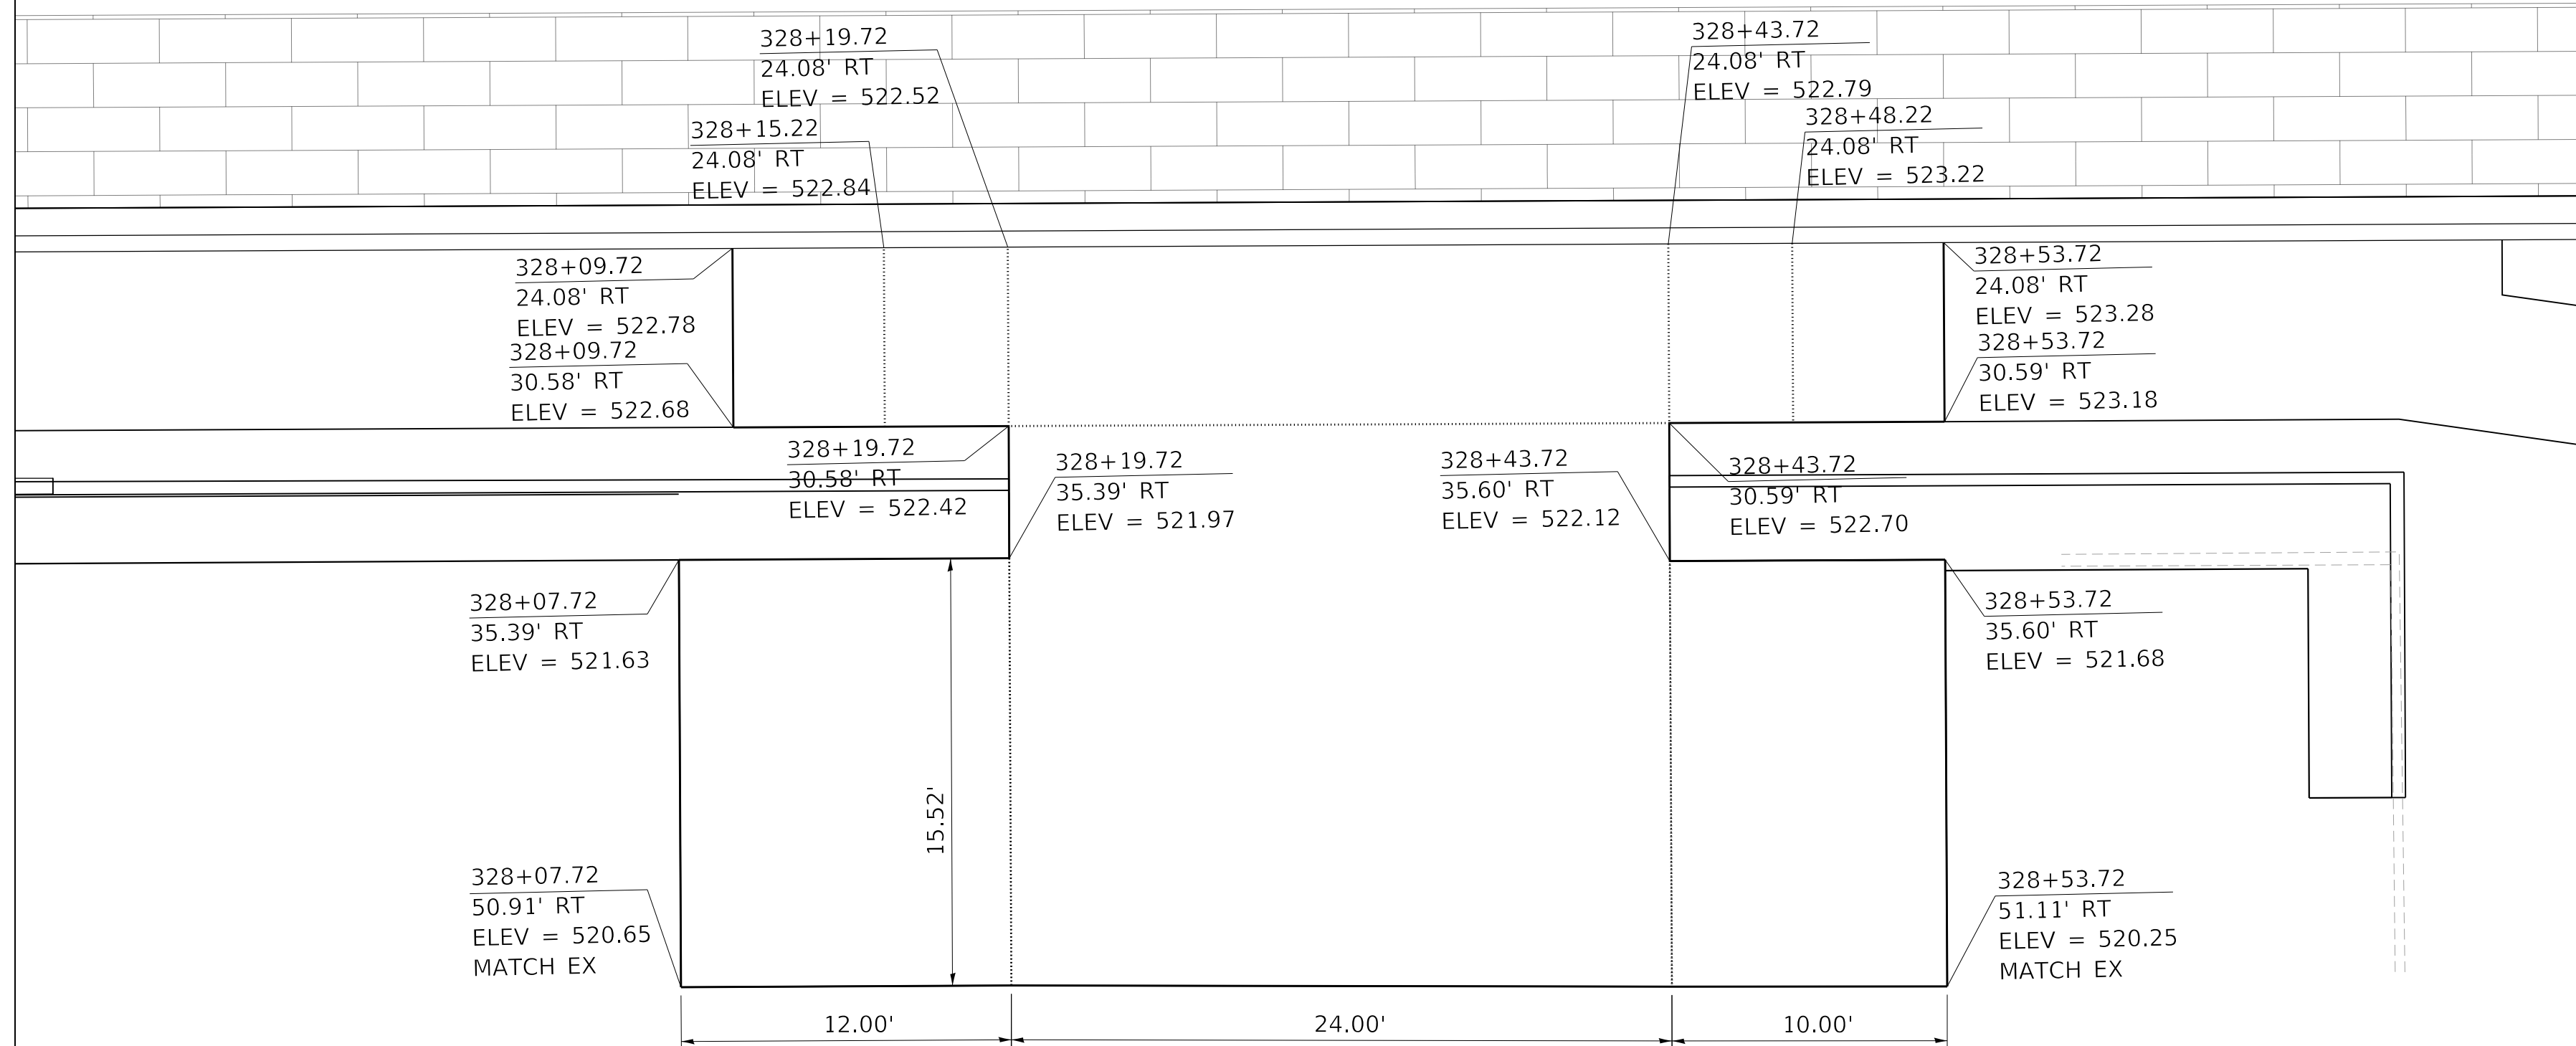 328+19.72
24.08' RT
ELEV = 522.52
328+15.22
24.08' RT
ELEV = 522.84
328+43.72
24.08' RT
ELEV = 522.79
328+48.22
24.08' RT
ELEV = 523.22
328+09.72
24.08' RT
ELEV = 522.78
328+09.72
30.58' RT
ELEV = 522.68
328+53.72
24.08' RT
ELEV = 523.28
328+53.72
30.59' RT
ELEV = 523.18
328+19.72
30.58' RT
ELEV = 522.42
328+19.72
35.39' RT
ELEV = 521.97
328+43.72
35.60' RT
ELEV = 522.12
328+43.72
30.59' RT
ELEV = 522.70
328+07.72
35.39' RT
ELEV = 521.63
328+53.72
35.60' RT
ELEV = 521.68
15.52'
328+07.72
50.91' RT
ELEV = 520.65
MATCH EX
328+53.72
51.11' RT
ELEV = 520.25
MATCH EX
12.00'
24.00'
10.00'